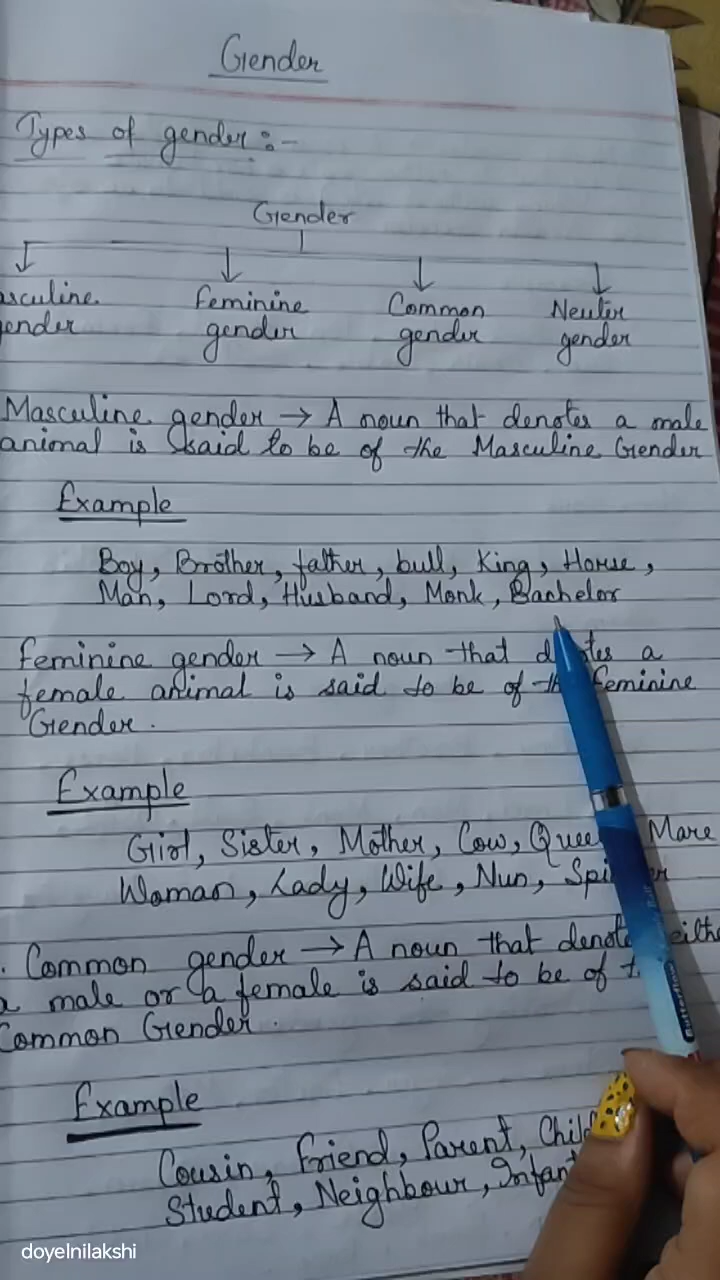 Gender
Types of gender :-
Gender
asculine Feminine Common Neuter
ender gender gender gender
Masculine gender → A noun that denotes a male
animal is said to be of the Masculine Gender
Example
Boy, Brother, father, bull, King, Horse,
Man, Lord, Husband, Monk, Bachelor
Feminine gender → A noun that a
female animal is said to be of Feminine
Gender.
Example
Girl, Sister, Mother, Cow, Mare
Woman, Lady, Wife, Nun,
Common gender → A noun that
a male or a female is said to be of
Common Gender.
Example
Cousin, Friend, Parent,
Student, Neighbour,
doyelnilakshi